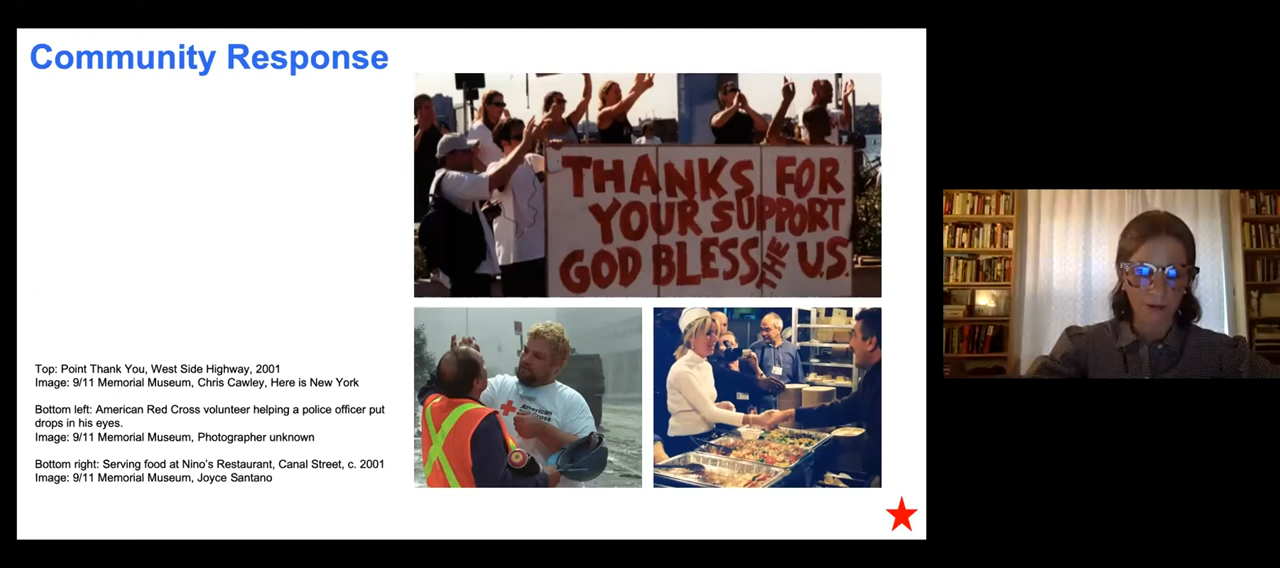 Community Response
THANKS FOR
YOUR SUPPORT
GOD BLESS THE U.S.
American
Top: Point Thank You, West Side Highway, 2001
Image: 9/11 Memorial Museum, Chris Cawley, Here is New York
Bottom left: American Red Cross volunteer helping a police officer put
drops in his eyes.
Image: 9/11 Memorial Museum, Photographer unknown
Bottom right: Serving food at Nino's Restaurant, Canal Street, c. 2001
Image: 9/11 Memorial Museum, Joyce Santano